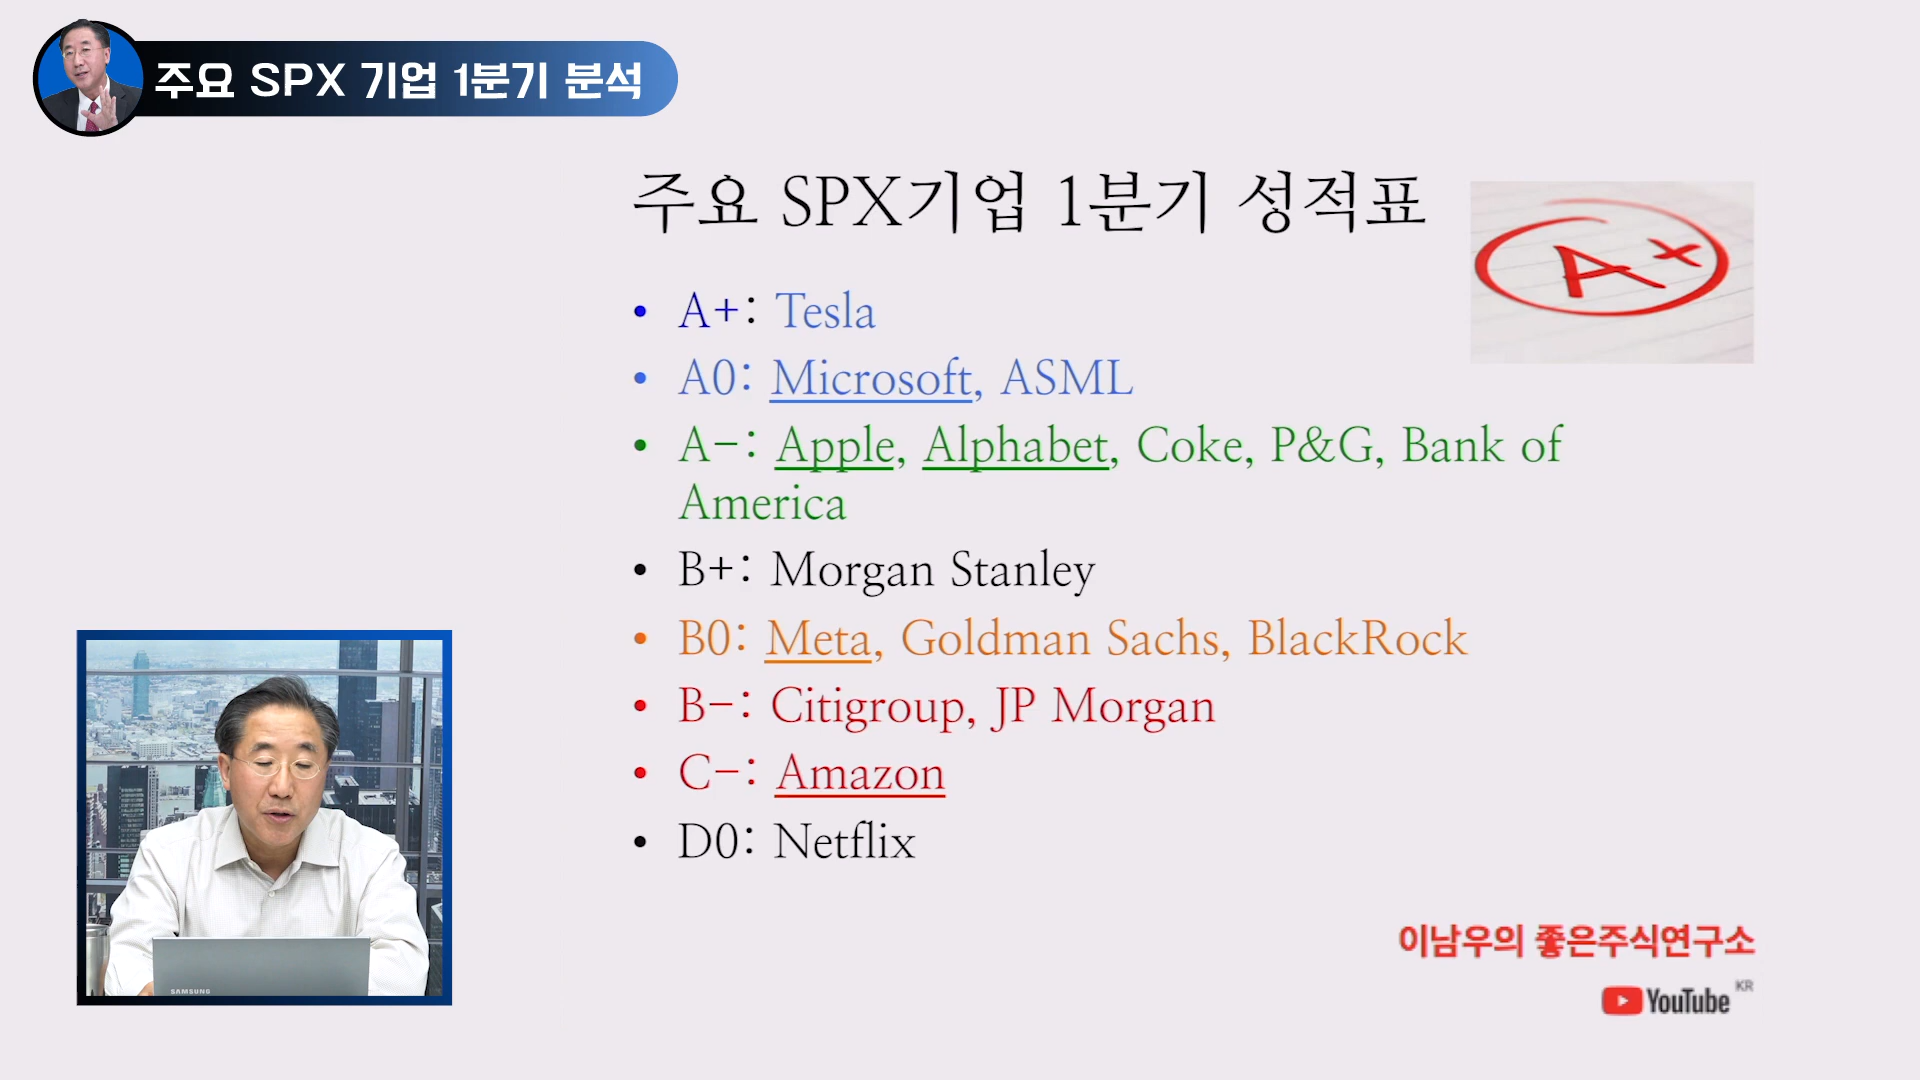 주요 SPX 기업 1분기 분석
주요 SPX기업 1분기 성적표
A+
• A+: Tesla
• A0: Microsoft, ASML
• A-: Apple, Alphabet, Coke, P&G, Bank of
America
• B+: Morgan Stanley
• B0: Meta, Goldman Sachs, BlackRock
• B-: Citigroup, JP Morgan
• C-: Amazon
• D0: Netflix
SAMSUNG
이남우의 좋은주식연구소
YouTube KR